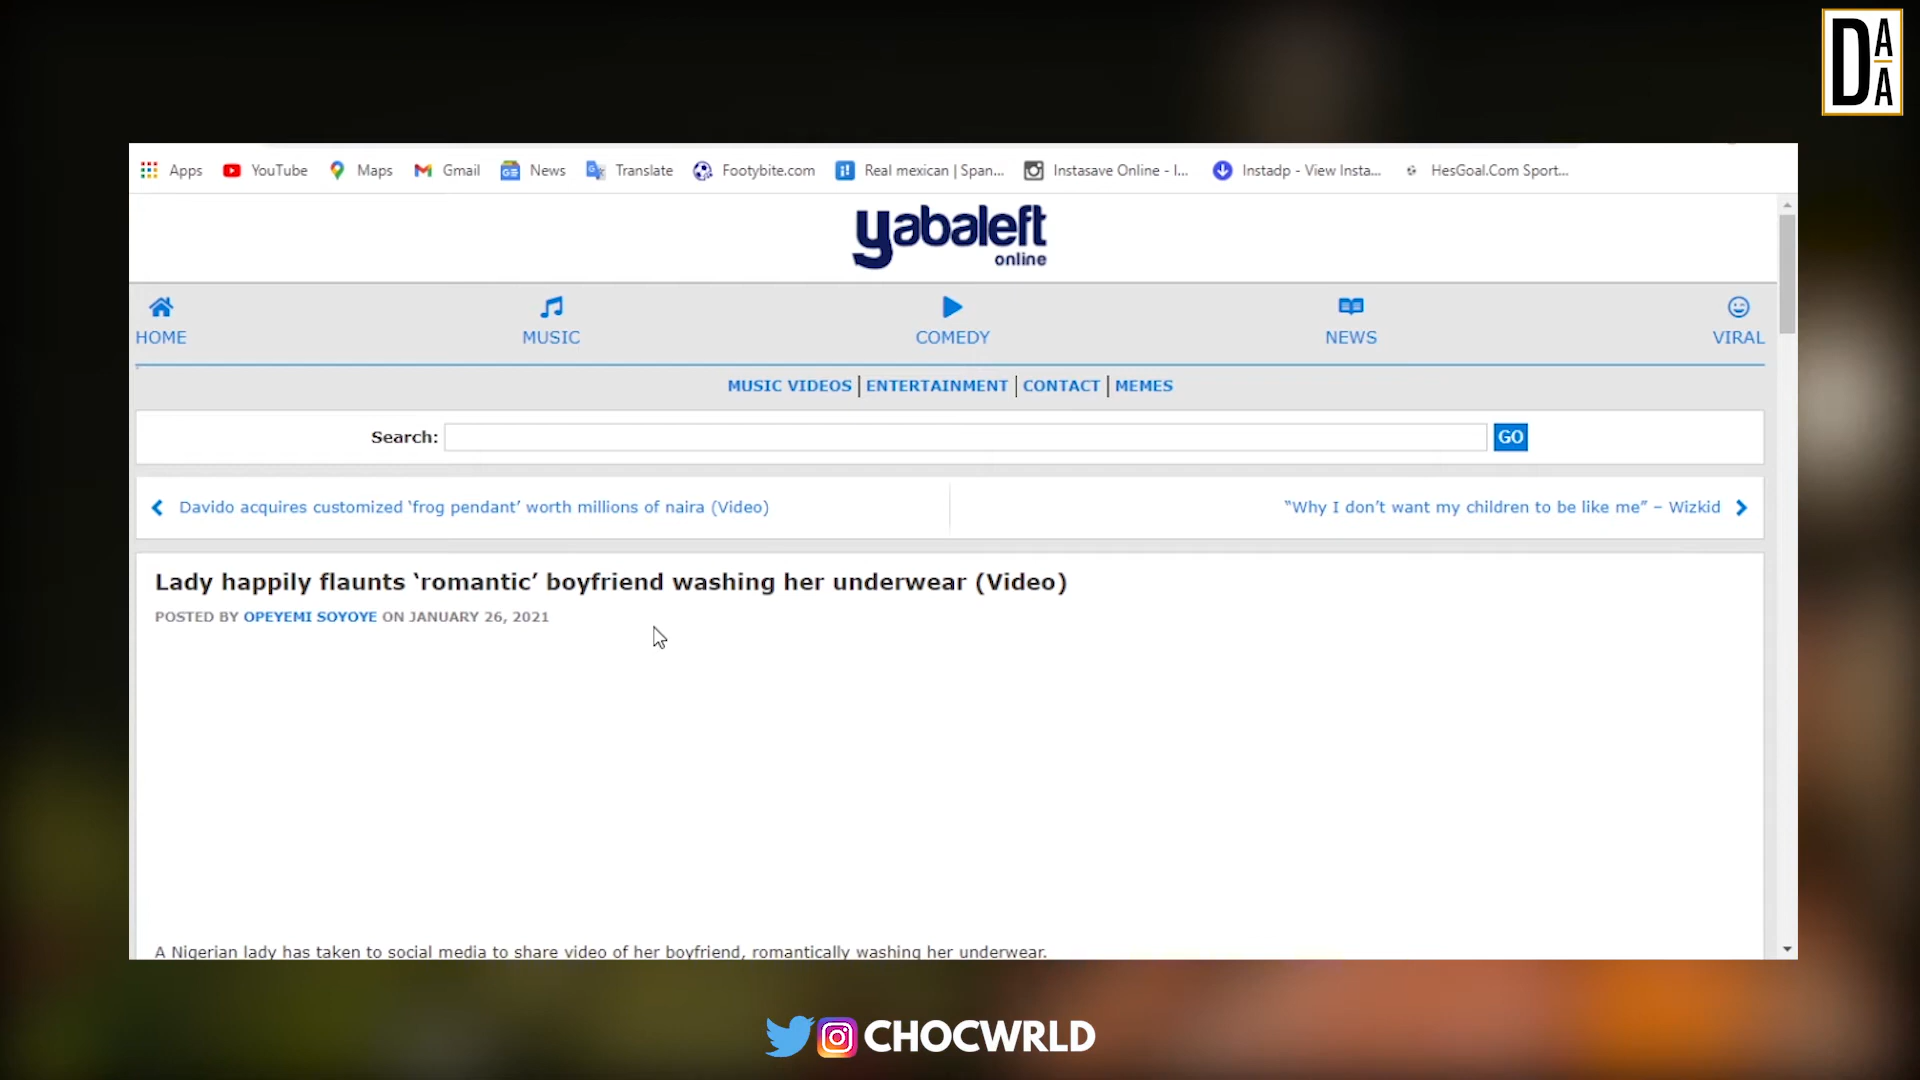 DAA
Apps YouTube Maps Gmail News Translate Footybite.com Real mexican | Span... Instasave Online - I... Instadp - View Insta... HesGoal.Com Sport...
yabaleft
online
HOME MUSIC COMEDY NEWS VIRAL
MUSIC VIDEOS | ENTERTAINMENT | CONTACT | MEMES
Search: GO
Davido acquires customized ‘frog pendant’ worth millions of naira (Video) “Why I don’t want my children to be like me” – Wizkid
Lady happily flaunts ‘romantic’ boyfriend washing her underwear (Video)
POSTED BY OPEYEMI SOYOYE ON JANUARY 26, 2021
A Nigerian lady has taken to social media to share video of her boyfriend, romantically washing her underwear.
CHOCWRLD